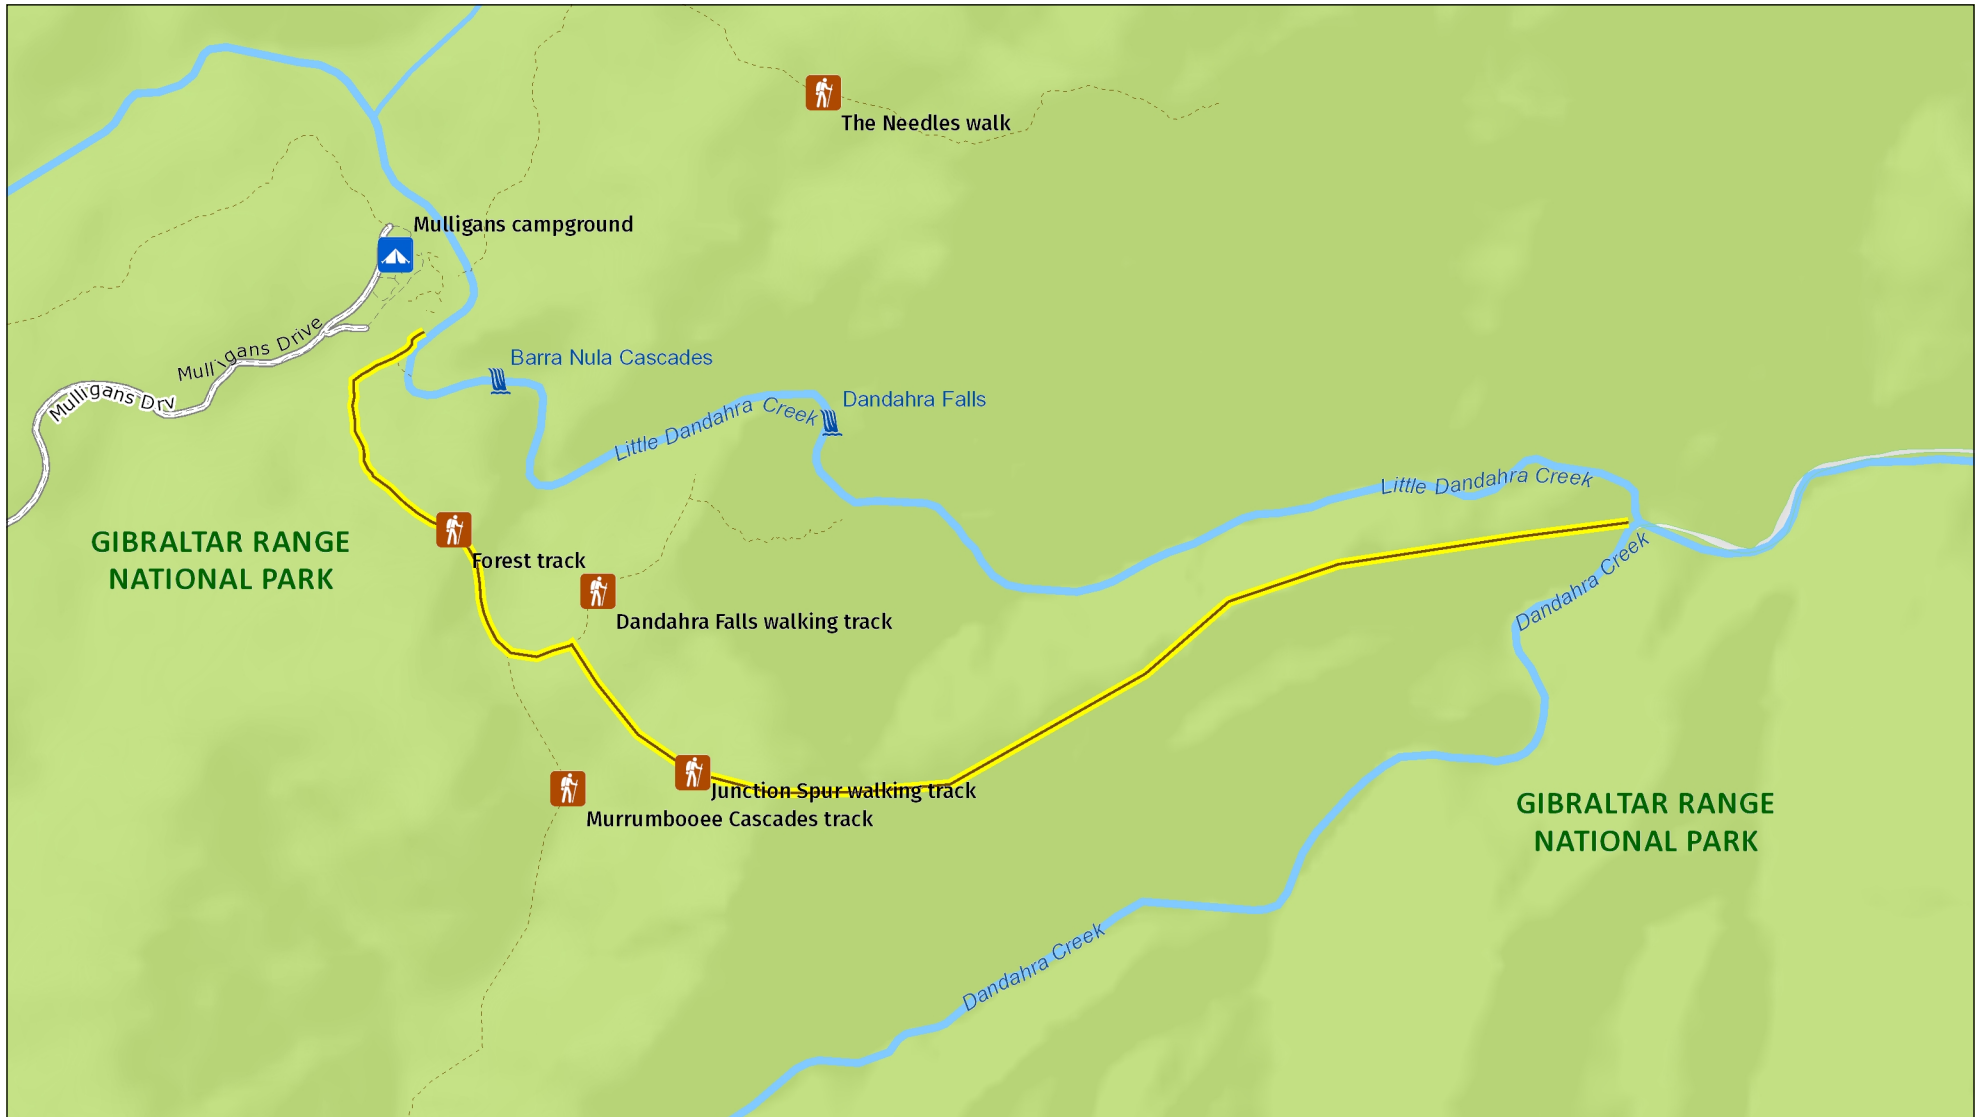 The Needles walk
Mulligans campground
Mulligans Drive
Mulligans Drv
Barra Nula Cascades
Dandahra Falls
Little Dandahra Creek
Little Dandahra Creek
GIBRALTAR RANGE
NATIONAL PARK
Forest track
Dandahra Creek
Dandahra Falls walking track
Junction Spur walking track
Murrumbooee Cascades track
GIBRALTAR RANGE
NATIONAL PARK
Dandahra Creek